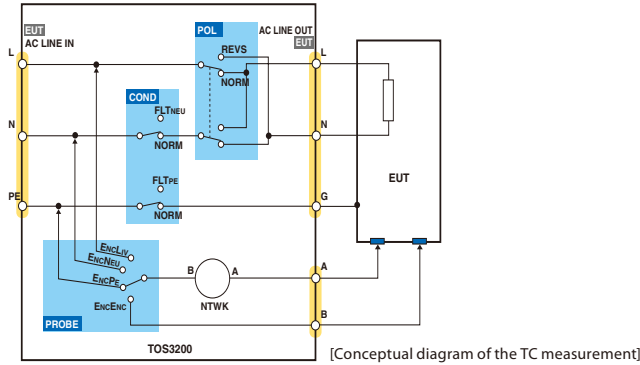 EUT
AC LINE IN
POL
AC LINE OUT
EUT
L
REVS
L
NORM
COND
FLTNEU
N
NORM
N
EUT
FLTPE
PE
NORM
G
ENCLIV
ENCNEU
ENCPE
B
A
A
NTWK
ENCENC
B
PROBE
TOS3200
[Conceptual diagram of the TC measurement]